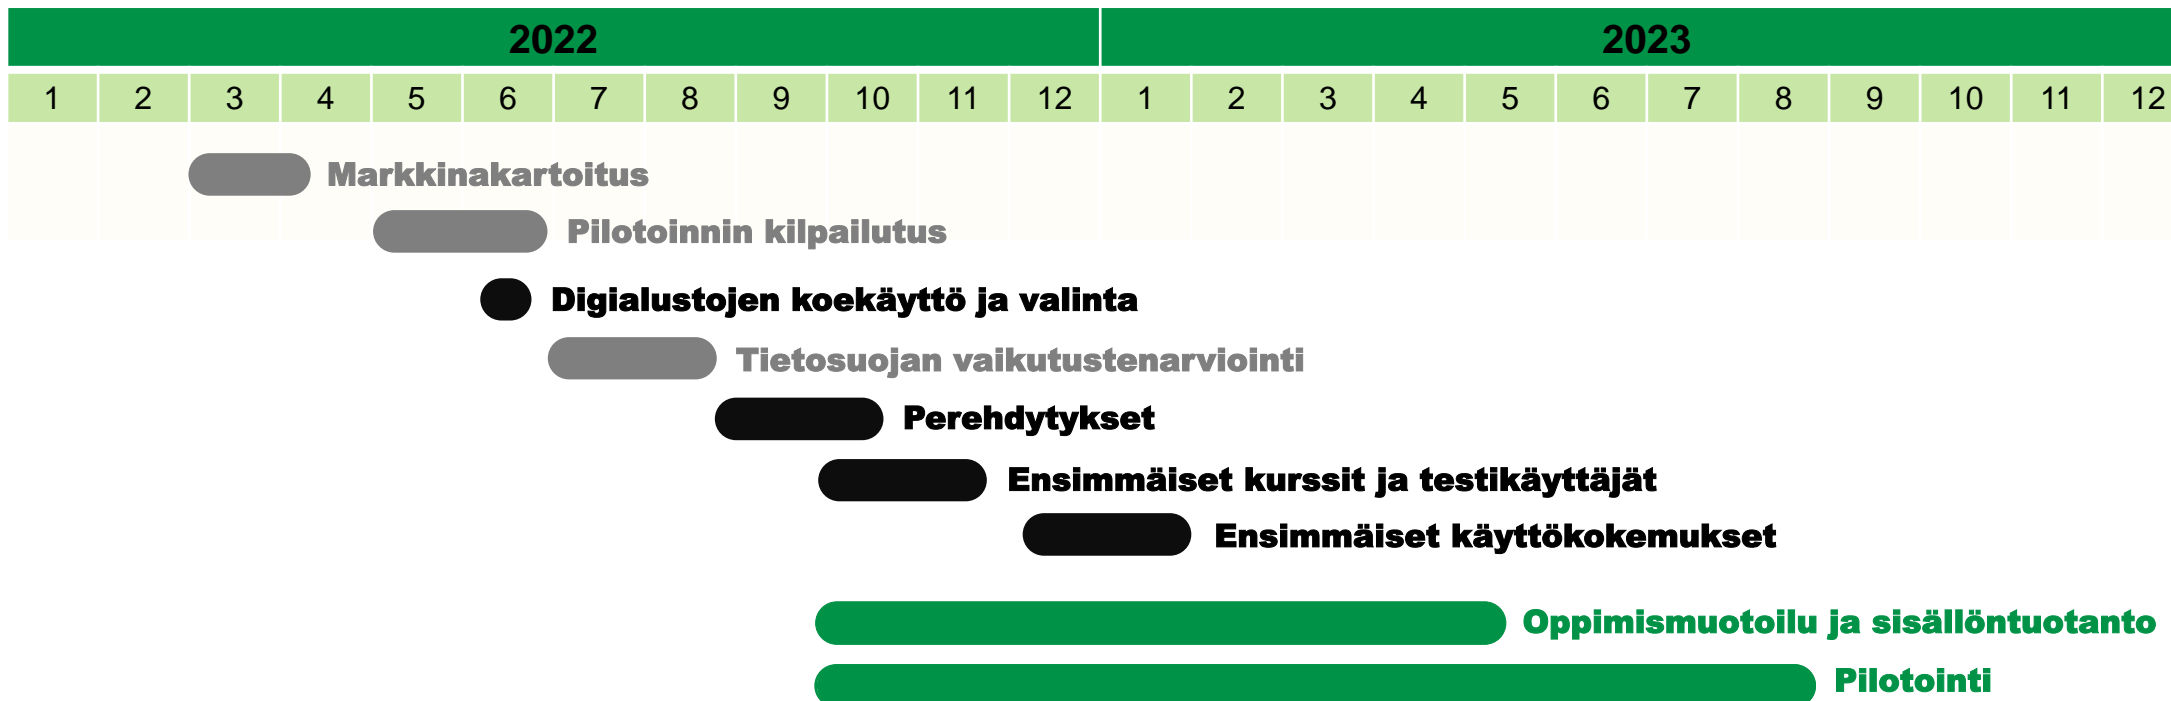 2022 2023
1 2 3 4 5 6 7 8 9 10 11 12 1 2 3 4 5 6 7 8 9 10 11 12
Markkinakartoitus
Pilotoinnin kilpailutus
Digialustojen koekäyttö ja valinta
Tietosuojan vaikutustenarviointi
Perehdytykset
Ensimmäiset kurssit ja testikäyttäjät
Ensimmäiset käyttökokemukset
Oppimismuotoilu ja sisällöntuotanto
Pilotointi